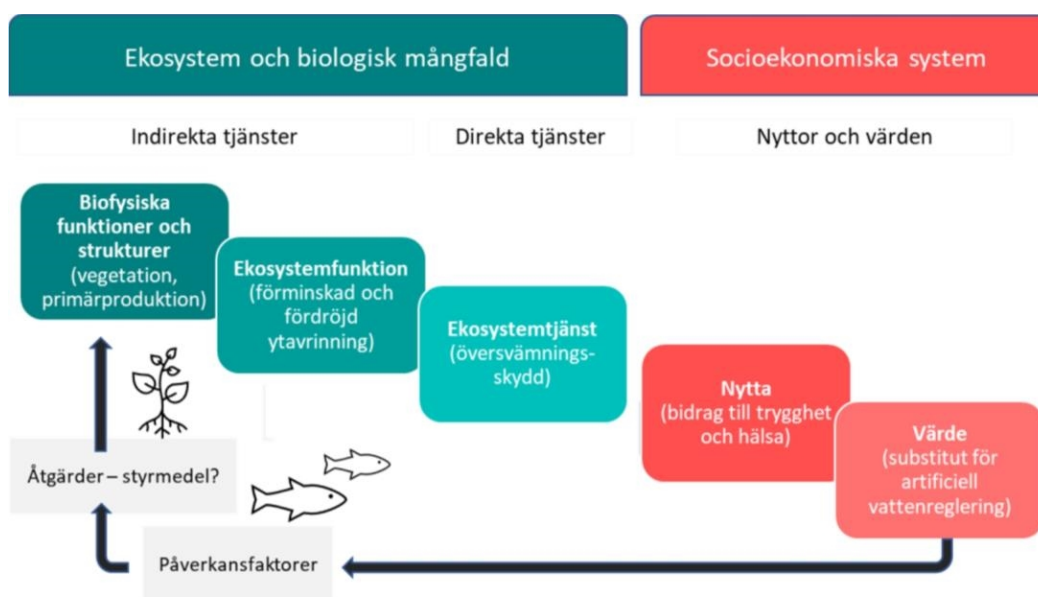 Ekosystem och biologisk mångfald
Socioekonomiska system
Indirekta tjänster
Direkta tjänster
Nyttor och värden
Biofysiska
funktioner och
strukturer
(vegetation,
primärproduktion)
Ekosystemfunktion
(förminskad och
fördröjd
ytavrinning)
Ekosystemtjänst
(översvämnings-
skydd)
Nytta
(bidrag till trygghet
och hälsa)
Värde
(substitut för
artificiell
vattenreglering)
Åtgärder – styrmedel?
Påverkansfaktorer